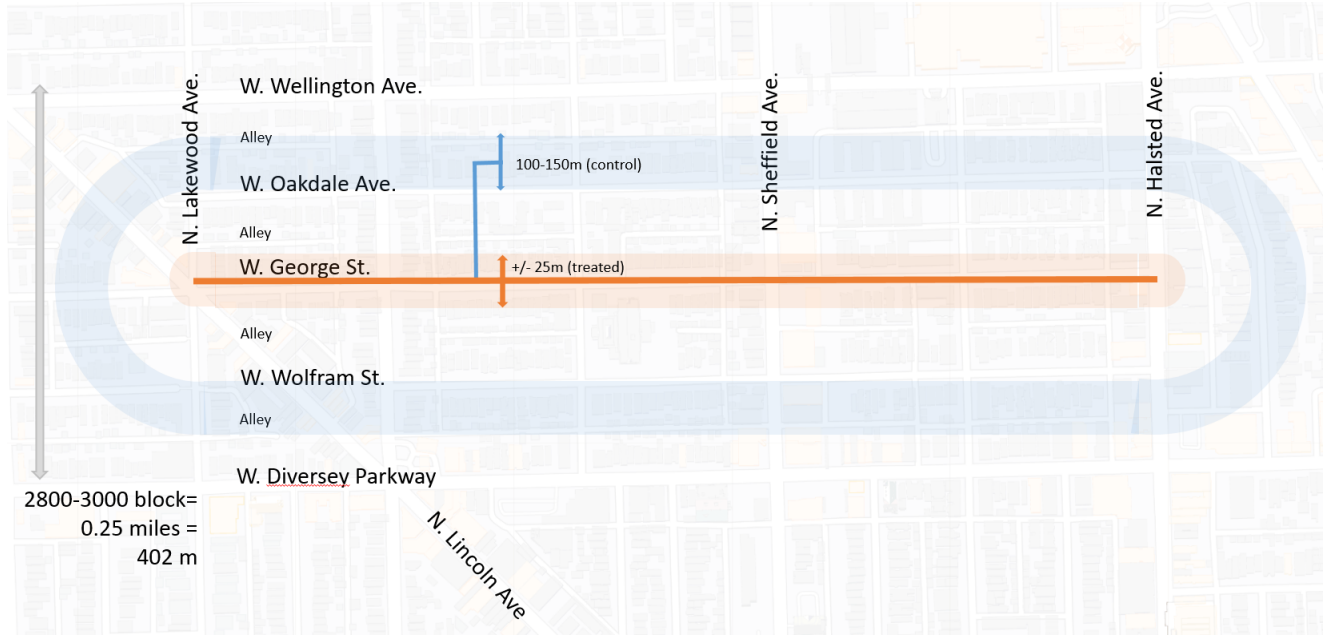 W. Wellington Ave.
N. Lakewood Ave.
N. Sheffield Ave.
N. Halsted Ave.
Alley
100-150m (control)
W. Oakdale Ave.
Alley
W. George St.
+/- 25m (treated)
Alley
W. Wolfram St.
Alley
W. Diversey Parkway
2800-3000 block=
0.25 miles =
402 m
N. Lincoln Ave